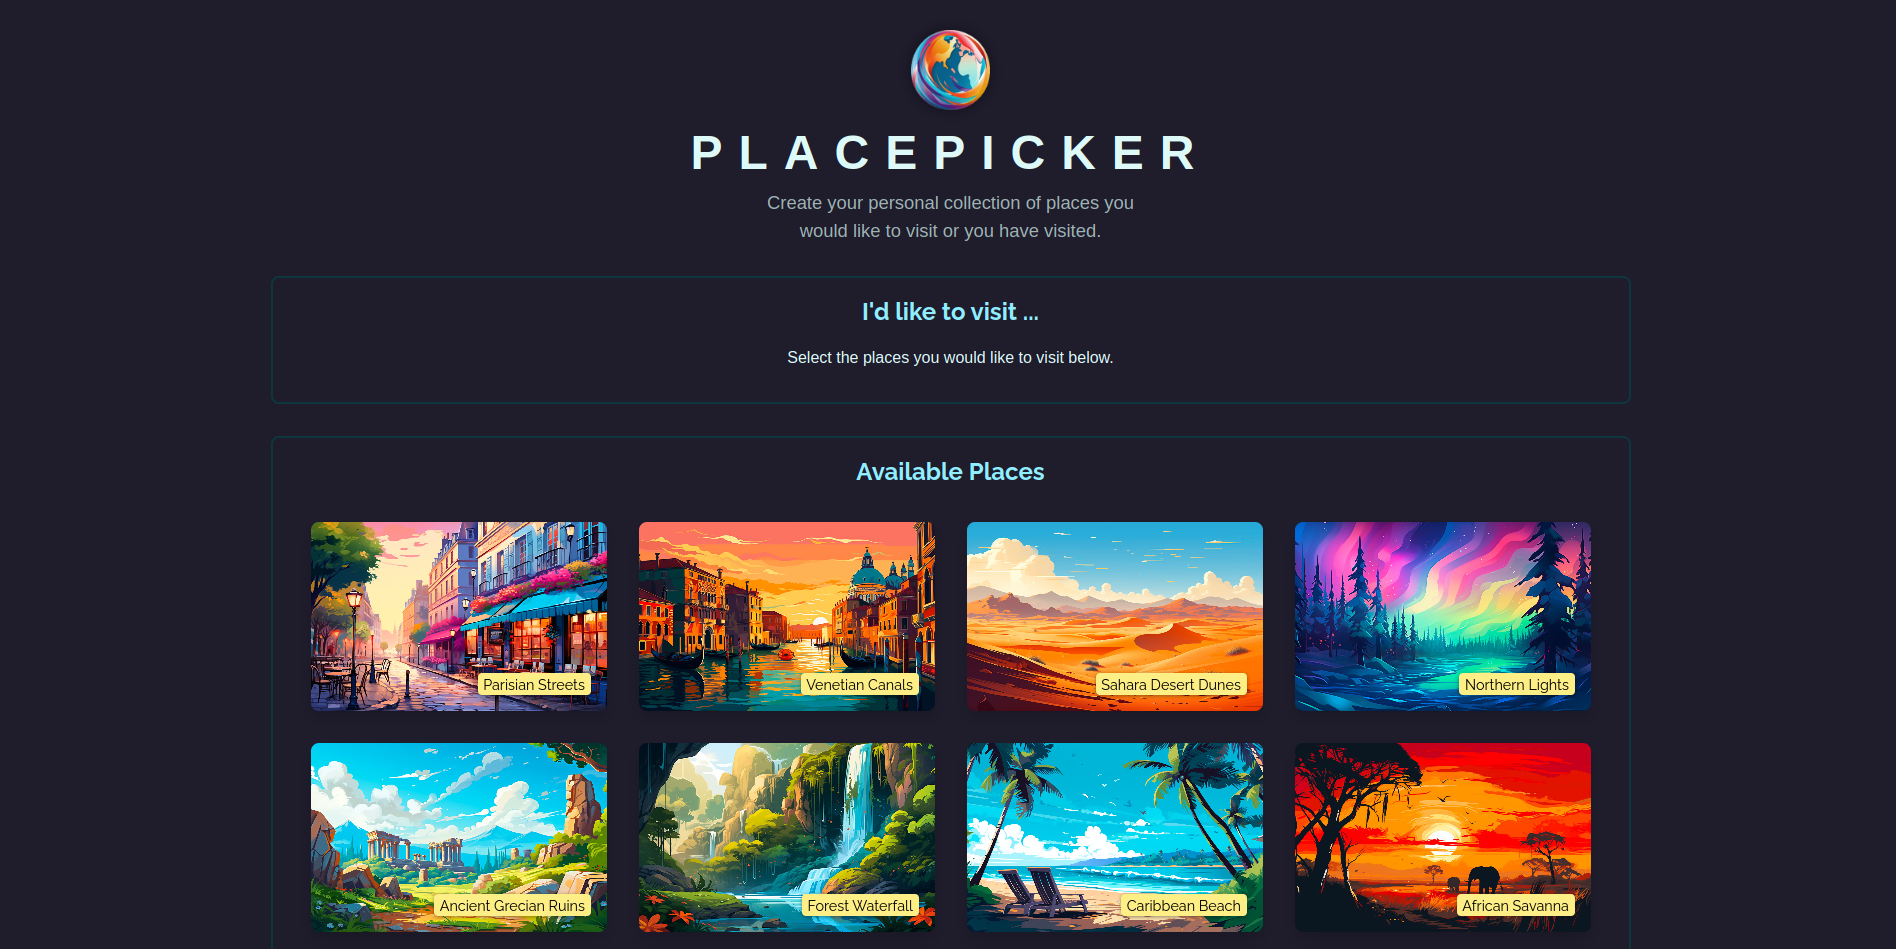 PLACEPICKER
Create your personal collection of places you
would like to visit or you have visited.
I'd like to visit ...
Select the places you would like to visit below.
Available Places
Parisian Streets
Venetian Canals
Sahara Desert Dunes
Northern Lights
Ancient Grecian Ruins
Forest Waterfall
Caribbean Beach
African Savanna